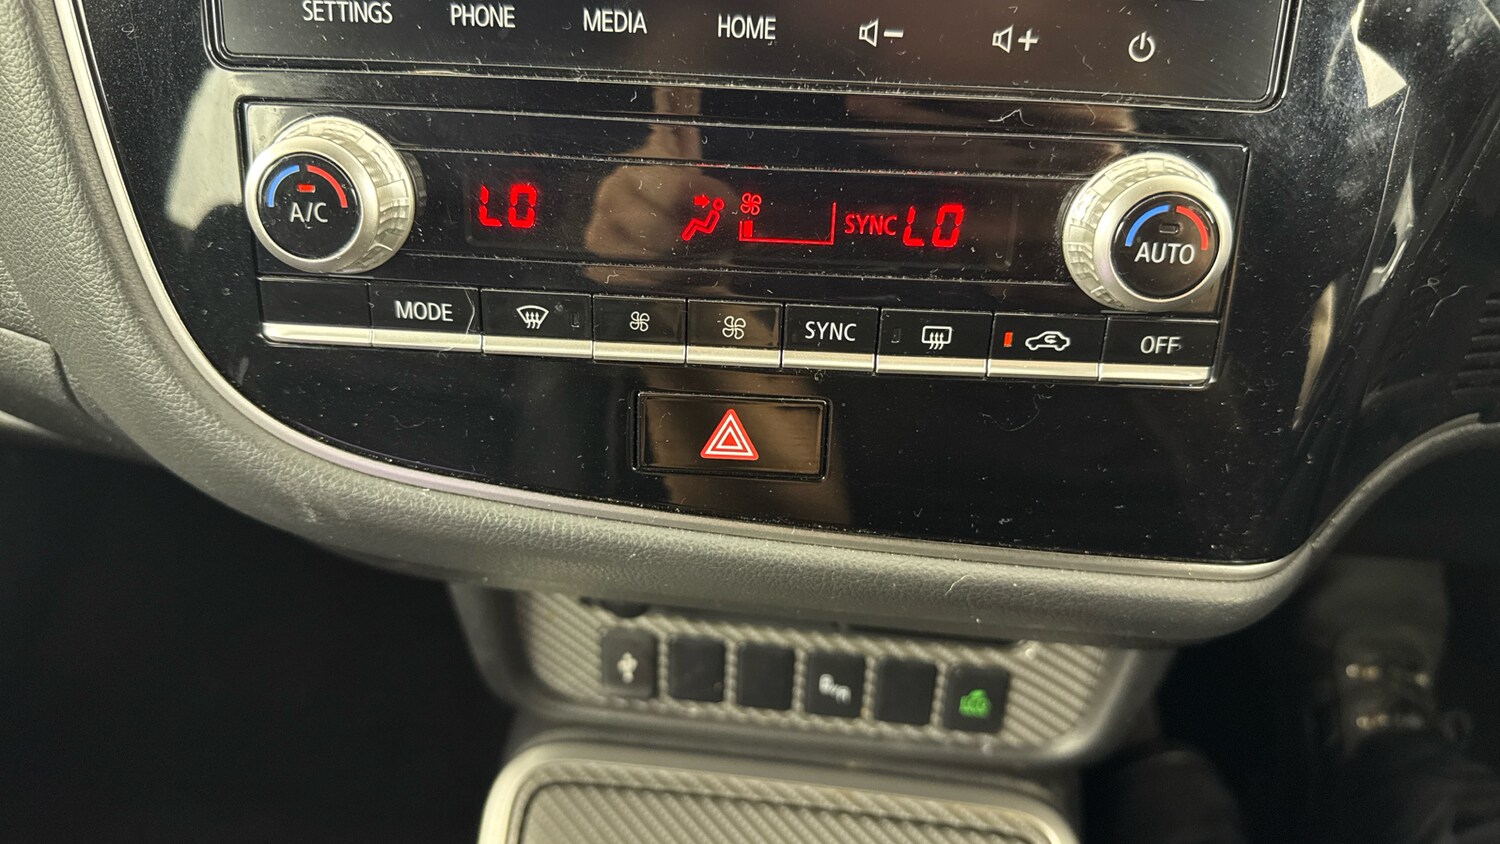 SETTINGS PHONE MEDIA HOME
A/C LO SYNC LO AUTO
MODE SYNC OFF